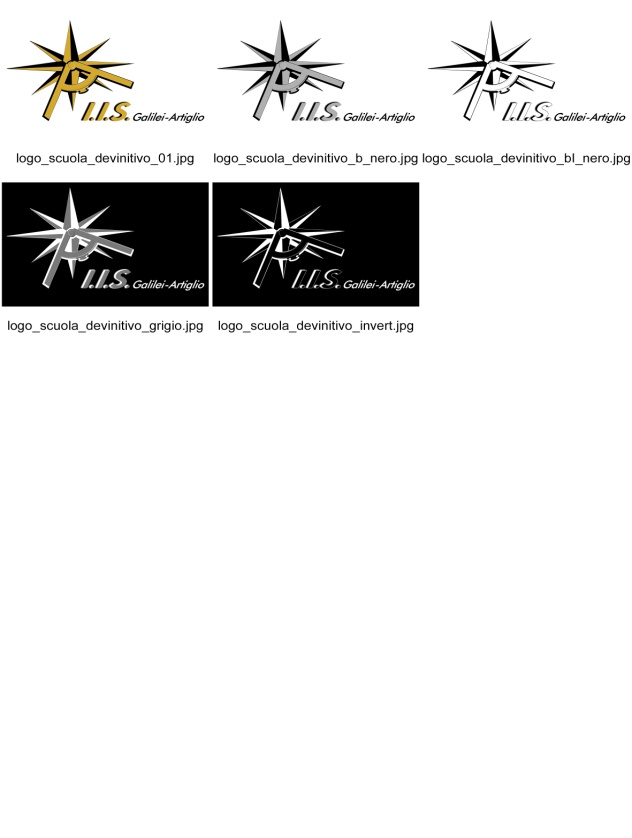 I.I.S. Galilei-Artiglio
I.I.S. Galilei-Artiglio
I.I.S. Galilei-Artiglio
logo_scuola_devinitivo_01.jpg
logo_scuola_devinitivo_b_nero.jpg
logo_scuola_devinitivo_bl_nero.jpg
I.I.S. Galilei-Artiglio
I.I.S. Galilei-Artiglio
logo_scuola_devinitivo_grigio.jpg
logo_scuola_devinitivo_invert.jpg